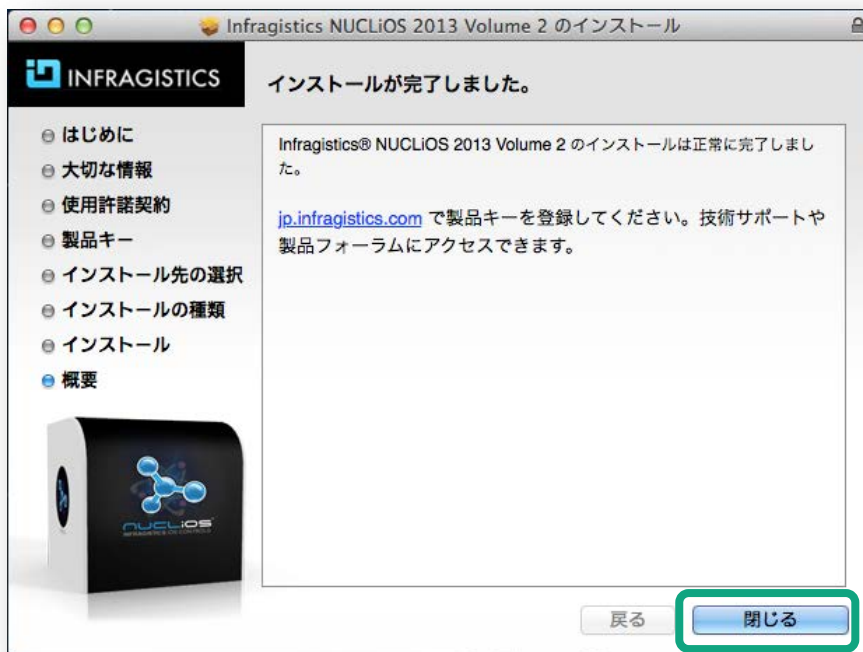 Infragistics NUCLiOS 2013 Volume 2 のインストール
INFRAGISTICS
インストールが完了しました。
はじめに
大切な情報
使用許諾契約
製品キー
インストール先の選択
インストールの種類
インストール
概要
Infragistics® NUCLiOS 2013 Volume 2 のインストールは正常に完了しまし
た。
jp.infragistics.com で製品キーを登録してください。技術サポートや
製品フォーラムにアクセスできます。
NUCLiOS
INFRAGISTICS iOS CONTROLS
戻る
閉じる